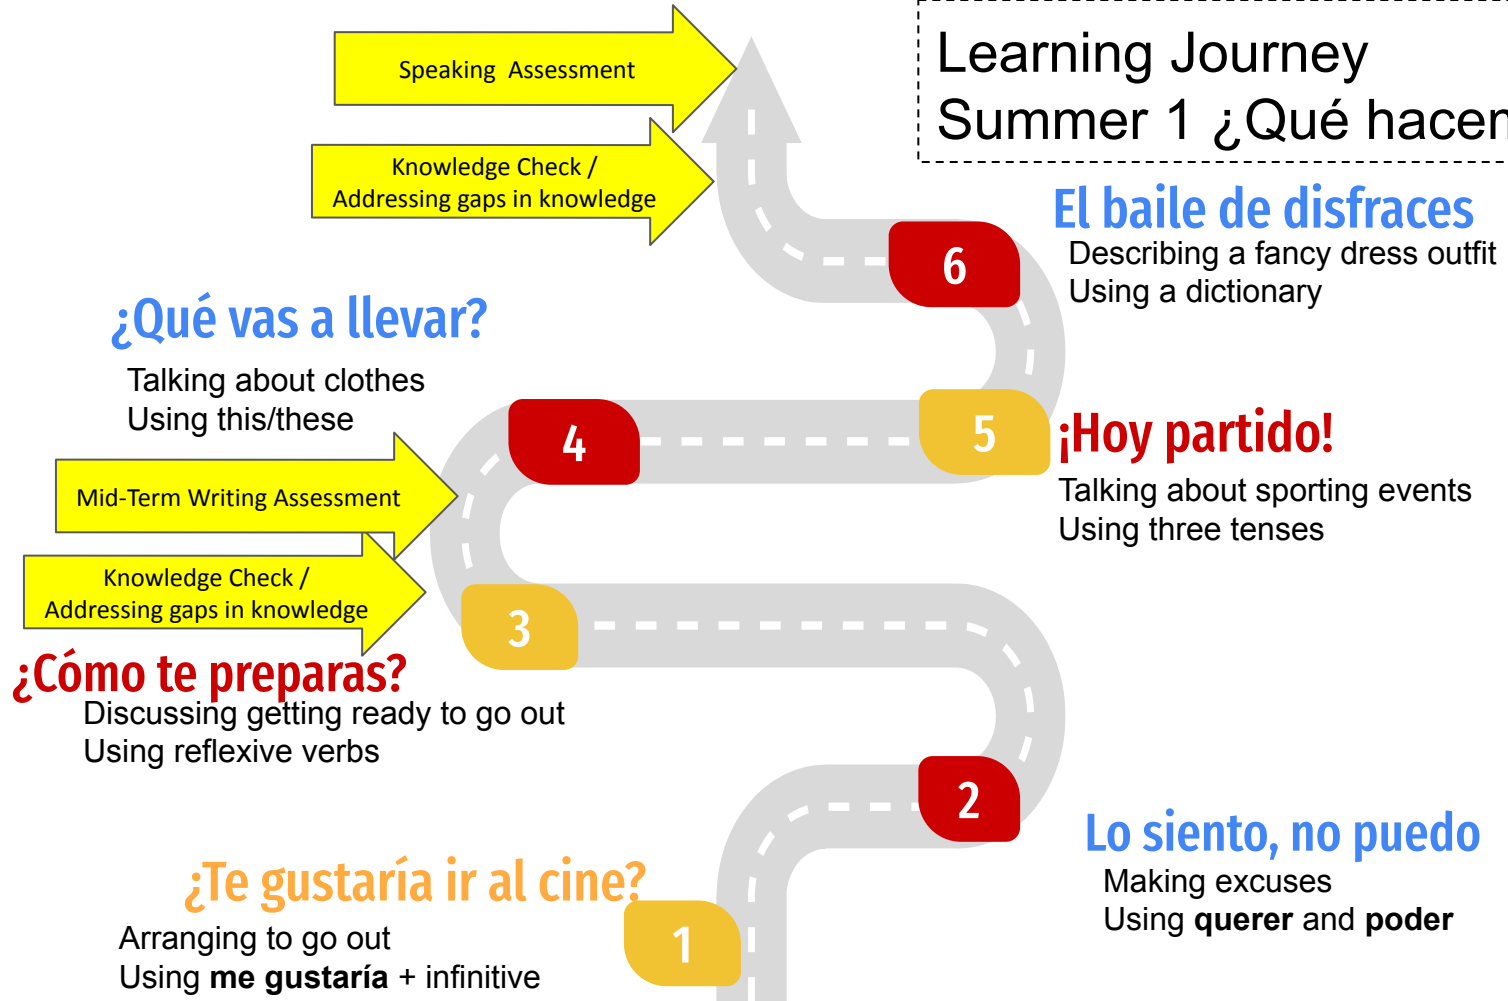 Learning Journey
Summer 1 ¿Qué hacem
Speaking Assessment
Knowledge Check /
Addressing gaps in knowledge
El baile de disfraces
Describing a fancy dress outfit
Using a dictionary
6
¿Qué vas a llevar?
Talking about clothes
Using this/these
4
5
¡Hoy partido!
Talking about sporting events
Using three tenses
Mid-Term Writing Assessment
Knowledge Check /
Addressing gaps in knowledge
3
¿Cómo te preparas?
Discussing getting ready to go out
Using reflexive verbs
2
Lo siento, no puedo
Making excuses
Using querer and poder
¿Te gustaría ir al cine?
Arranging to go out
Using me gustaría + infinitive
1